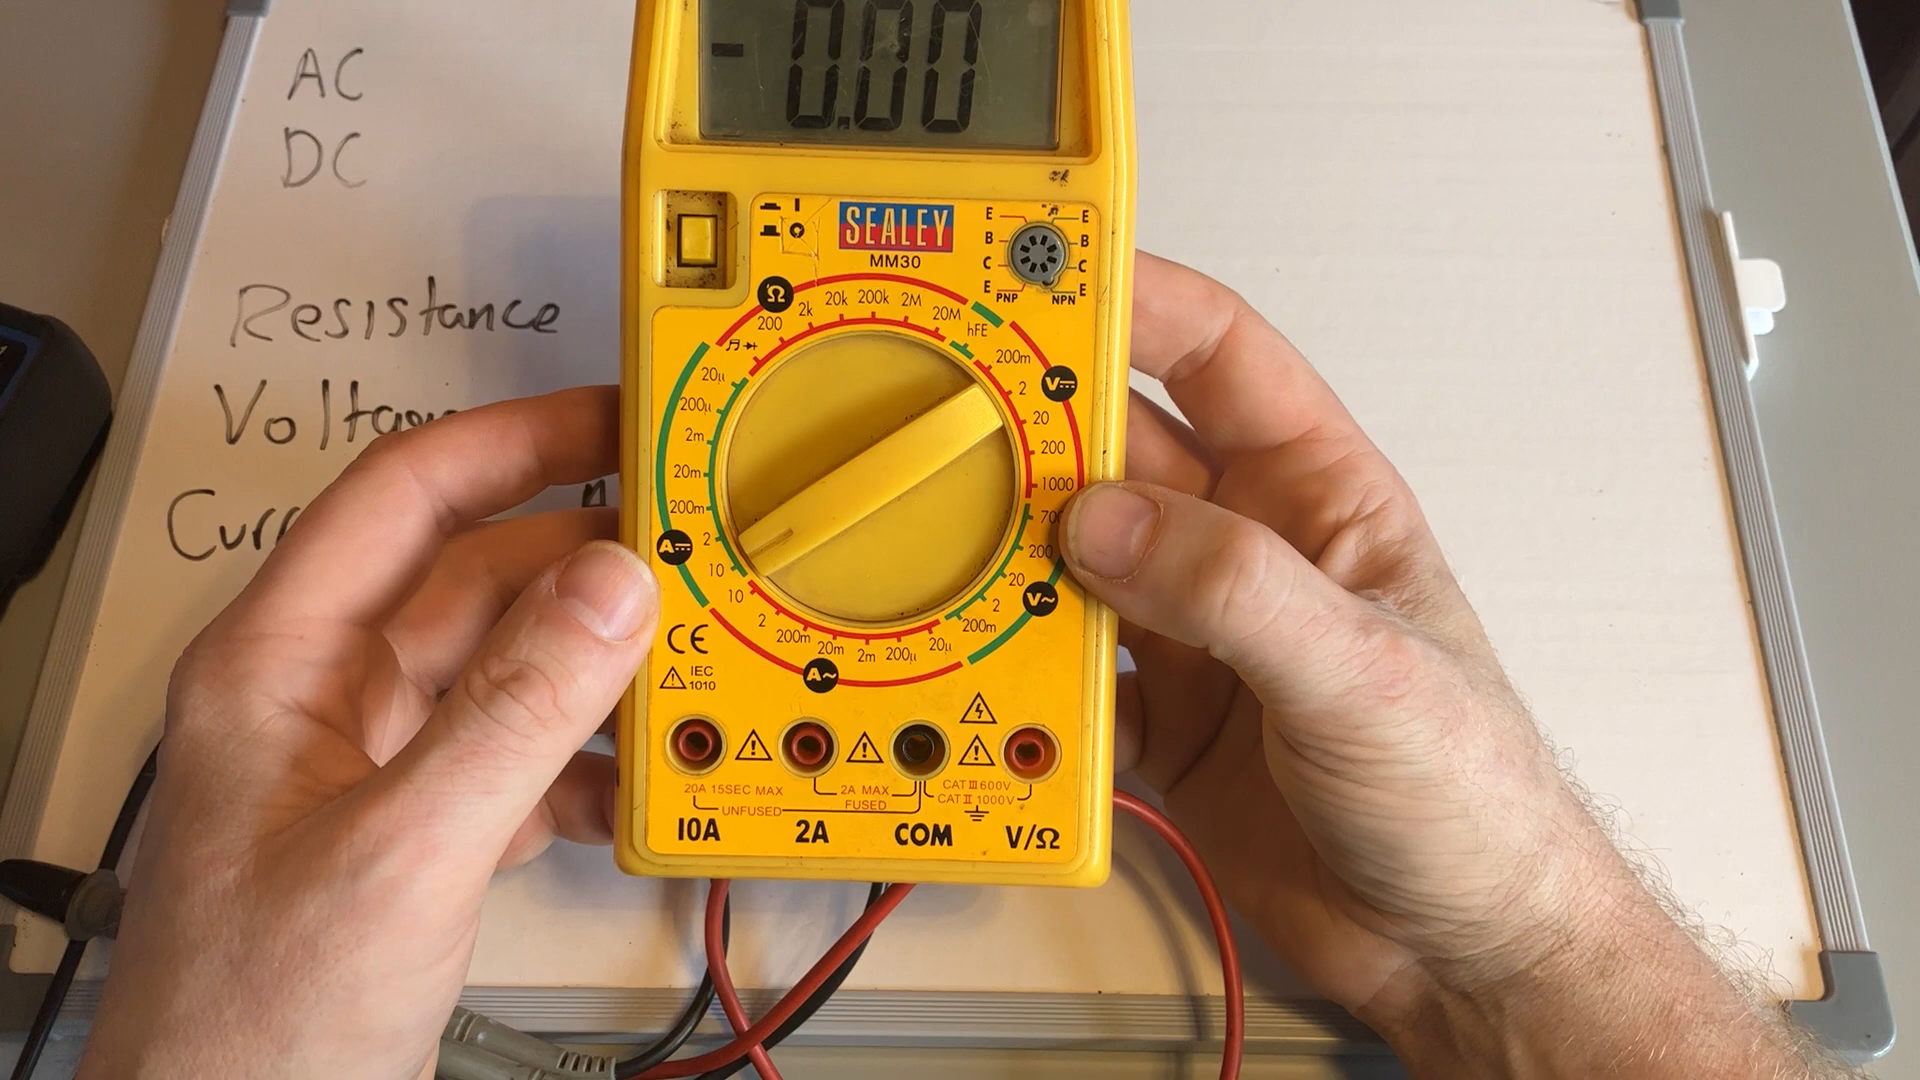 AC
DC
Resistance
- 0.00
SEALEY
MM30
E E
B B
C C
E E
PNP NPN
Ω
200 2k 20k 200k 2M 20M hFE
200m
2
20
200
1000
V
200
20
2
200m
V~
20µ
200µ
2m
20m
200m
2
10
A
10
2
200m
20m
2m
200µ
20µ
A~
CE
IEC
1010
20A 15SEC MAX
UNFUSED
2A MAX
FUSED
CAT III 600V
CAT II 1000V
10A 2A COM V/Ω